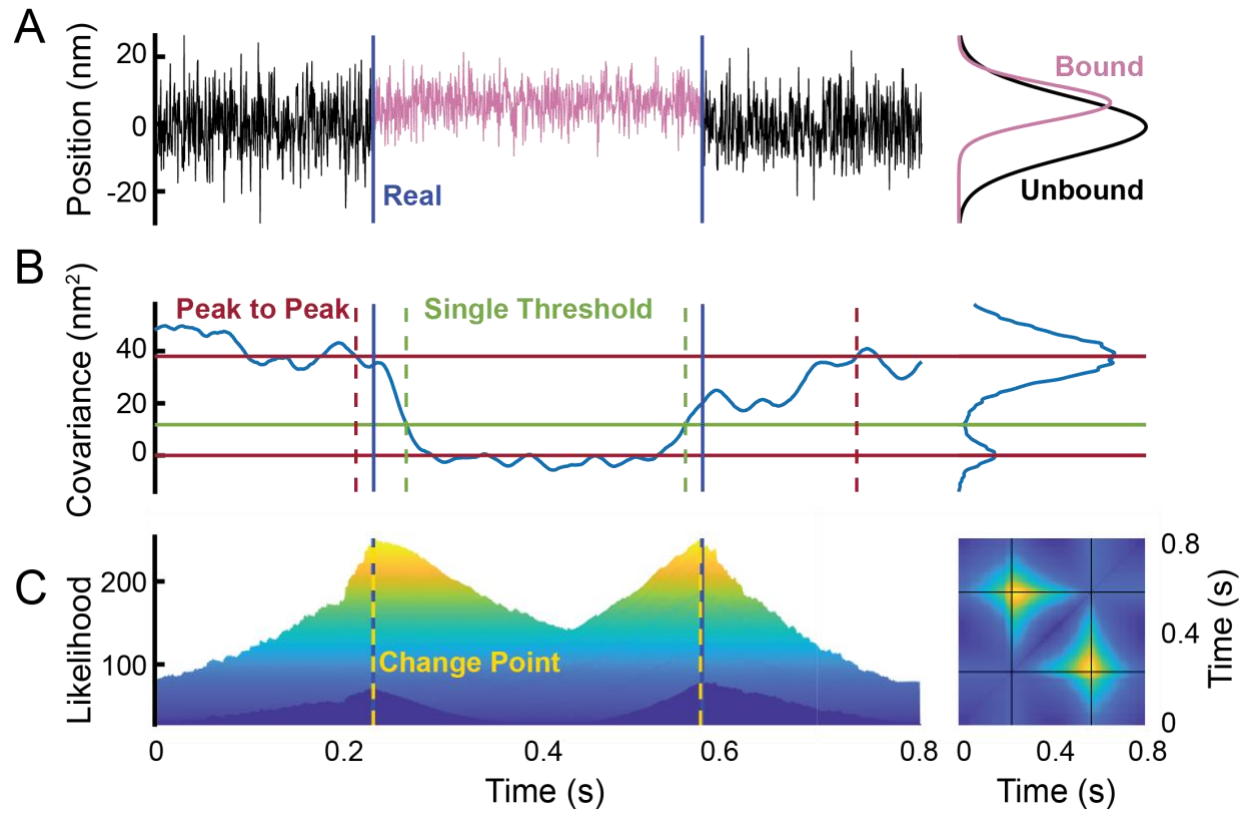 A
Position (nm)
20
0
-20
Real
Bound
Unbound
B
Covariance (nm²)
40
20
0
Peak to Peak
Single Threshold
C
Likelihood
200
100
Change Point
0 0.2 0.4 0.6 0.8
Time (s)
0.8
0.4
0
Time (s)
0 0.4 0.8
Time (s)